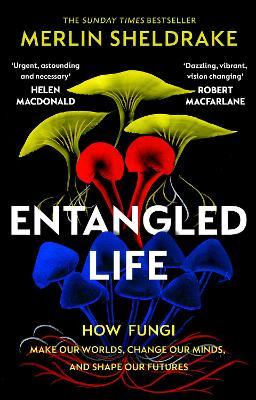 THE SUNDAY TIMES BESTSELLER
MERLIN SHELDRAKE
‘Urgent, astounding
and necessary’
HELEN
MACDONALD
‘Dazzling, vibrant,
vision changing’
ROBERT
MACFARLANE
ENTANGLED
LIFE
HOW FUNGI
MAKE OUR WORLDS, CHANGE OUR MINDS,
AND SHAPE OUR FUTURES